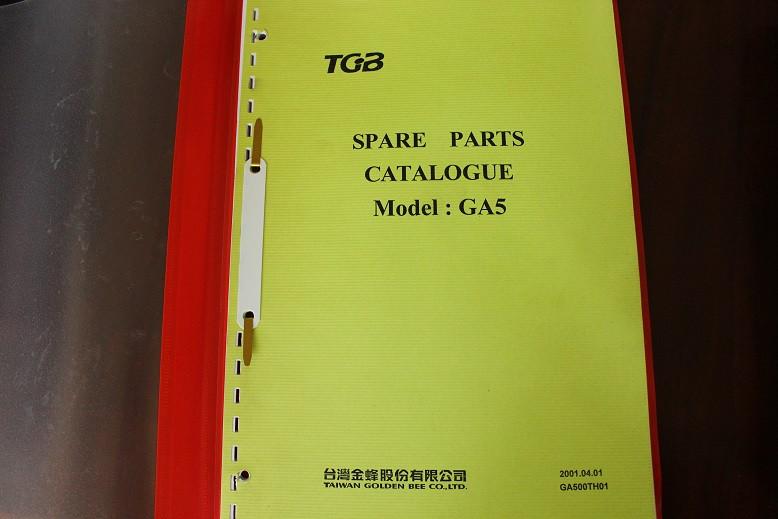 TGB
SPARE PARTS
CATALOGUE
Model : GA5
台灣金蜂股份有限公司
TAIWAN GOLDEN BEE CO.,LTD.
2001.04.01
GA500TH01